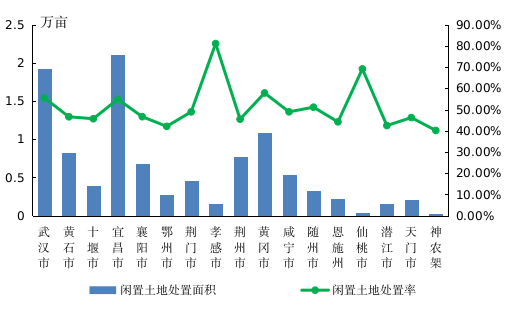 万亩
2.5
2
1.5
1
0.5
0
90.00%
80.00%
70.00%
60.00%
50.00%
40.00%
30.00%
20.00%
10.00%
0.00%
武汉市
黄石市
十堰市
宜昌市
襄阳市
鄂州市
荆门市
孝感市
荆州市
黄冈市
咸宁市
随州市
恩施州
仙桃市
潜江市
天门市
神农架
闲置土地处置面积
闲置土地处置率